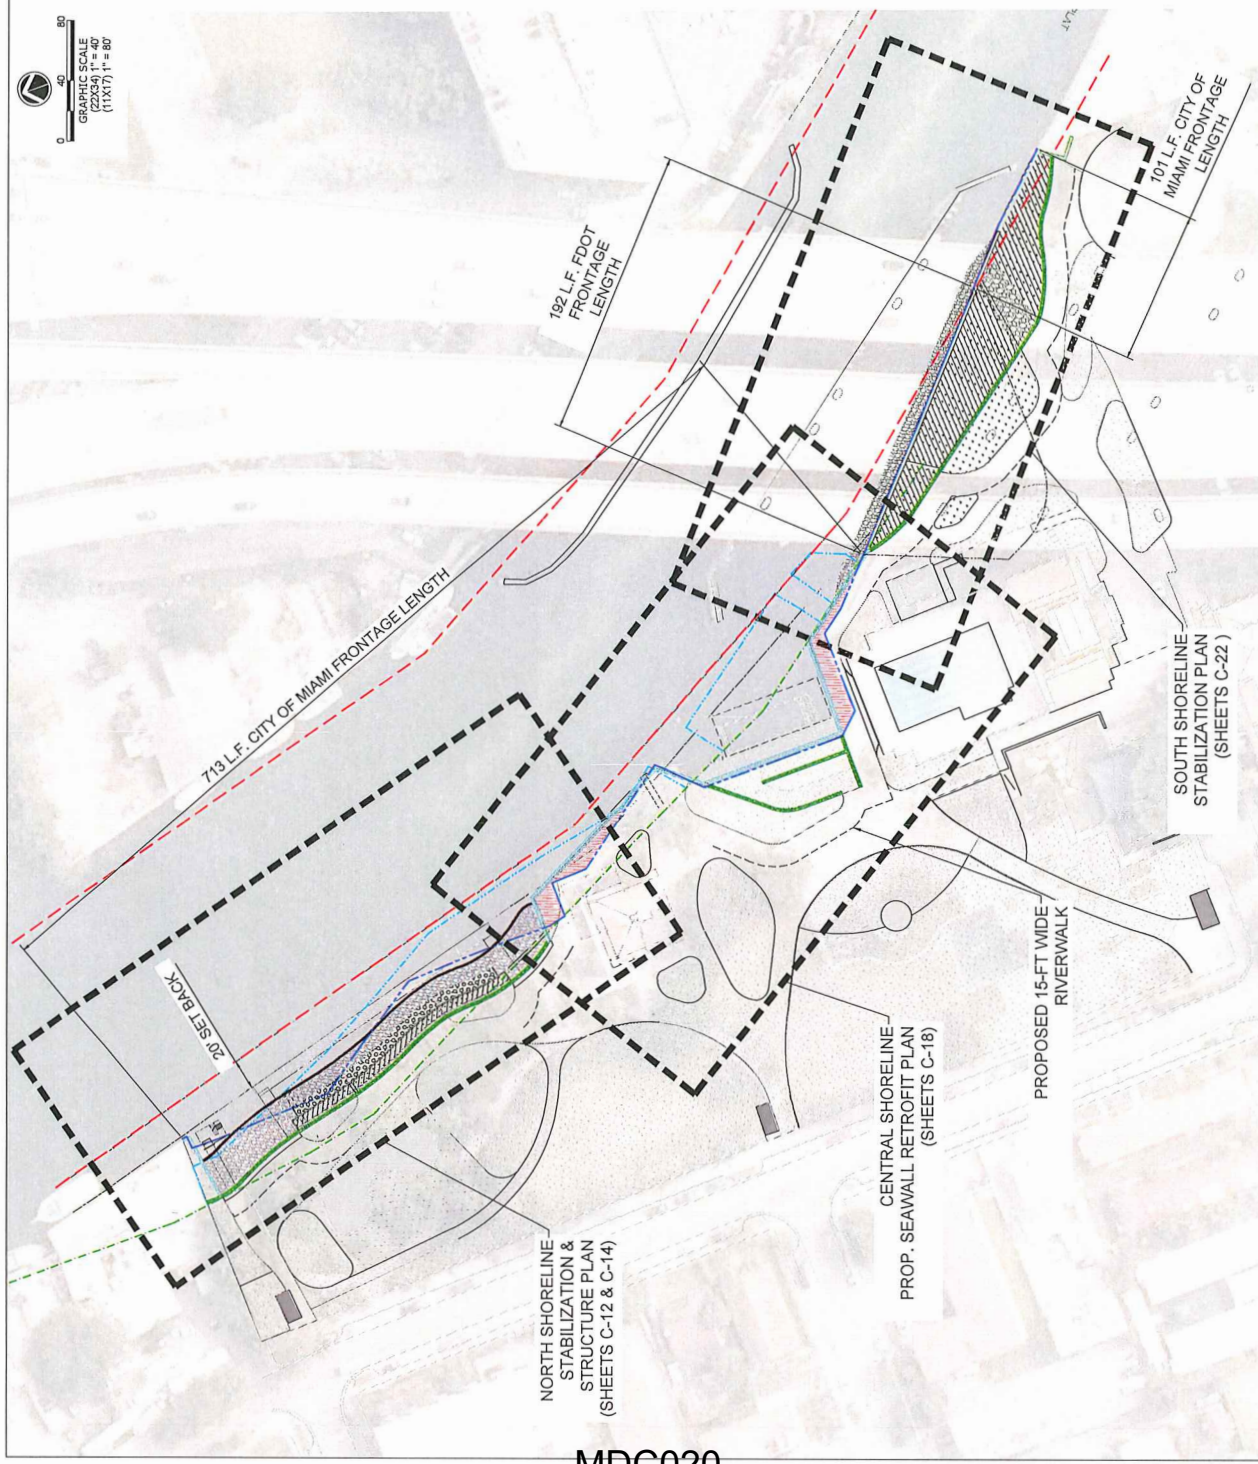 80
40
0
GRAPHIC SCALE
(22X34) 1" = 40'
(11X17) 1" = 80'
PLAT
192 L.F. FDOT
FRONTAGE
LENGTH
101 L.F. CITY OF
MIAMI FRONTAGE
LENGTH
713 L.F. CITY OF MIAMI FRONTAGE LENGTH
20' SET BACK
SOUTH SHORELINE
STABILIZATION PLAN
(SHEETS C-22 )
PROPOSED 15-FT WIDE
RIVERWALK
CENTRAL SHORELINE
PROP. SEAWALL RETROFIT PLAN
(SHEETS C-18)
NORTH SHORELINE
STABILIZATION &
STRUCTURE PLAN
(SHEETS C-12 & C-14)
MDC020